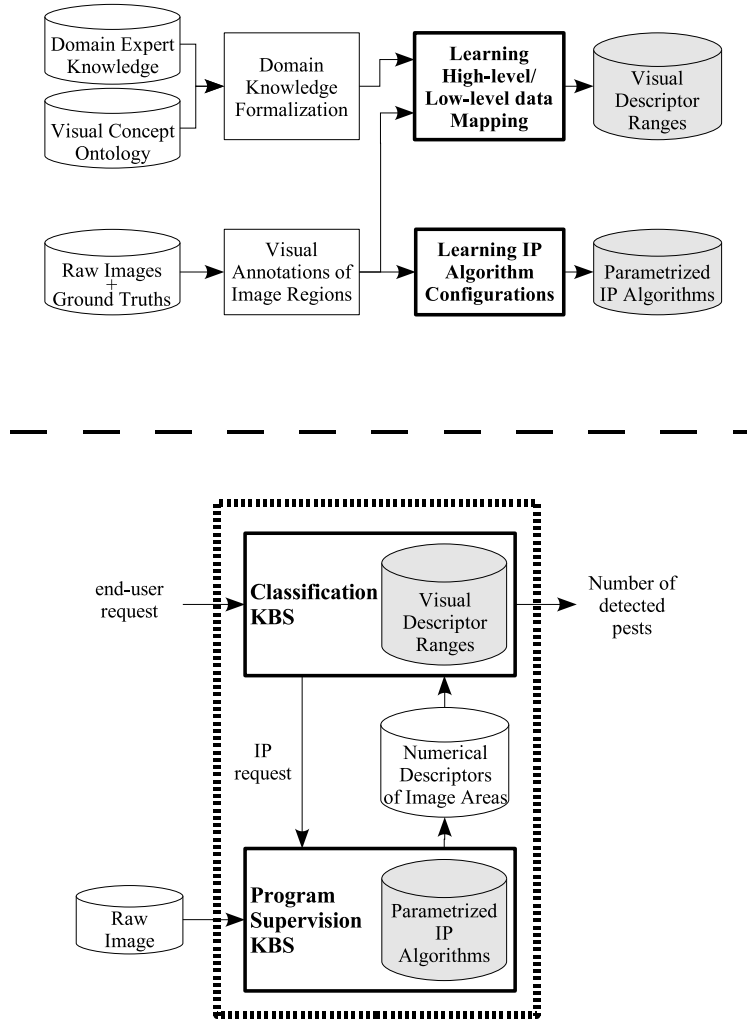 Domain Expert
Knowledge
Visual Concept
Ontology
Domain
Knowledge
Formalization
Learning
High-level/
Low-level data
Mapping
Visual
Descriptor
Ranges
Raw Images
+
Ground Truths
Visual
Annotations of
Image Regions
Learning IP
Algorithm
Configurations
Parametrized
IP Algorithms
end-user
request
Classification
KBS
Visual
Descriptor
Ranges
Number of
detected
pests
IP
request
Numerical
Descriptors
of Image Areas
Raw
Image
Program
Supervision
KBS
Parametrized
IP
Algorithms